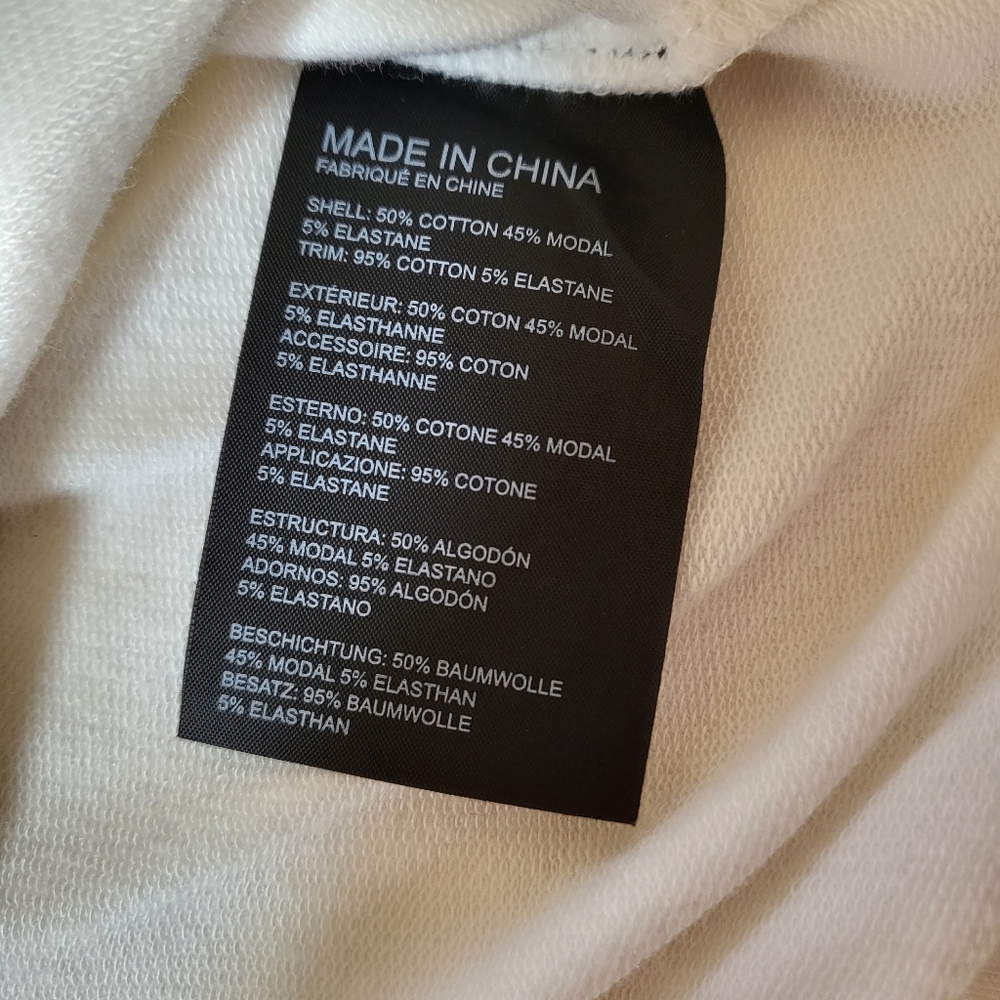 MADE IN CHINA
FABRIQUÉ EN CHINE
SHELL: 50% COTTON 45% MODAL
5% ELASTANE
TRIM: 95% COTTON 5% ELASTANE
EXTÉRIEUR: 50% COTON 45% MODAL
5% ELASTHANNE
ACCESSOIRE: 95% COTON
5% ELASTHANNE
ESTERNO: 50% COTONE 45% MODAL
5% ELASTANE
APPLICAZIONE: 95% COTONE
5% ELASTANE
ESTRUCTURA: 50% ALGODÓN
45% MODAL 5% ELASTANO
ADORNOS: 95% ALGODÓN
5% ELASTANO
BESCHICHTUNG: 50% BAUMWOLLE
45% MODAL 5% ELASTHAN
BESATZ: 95% BAUMWOLLE
5% ELASTHAN